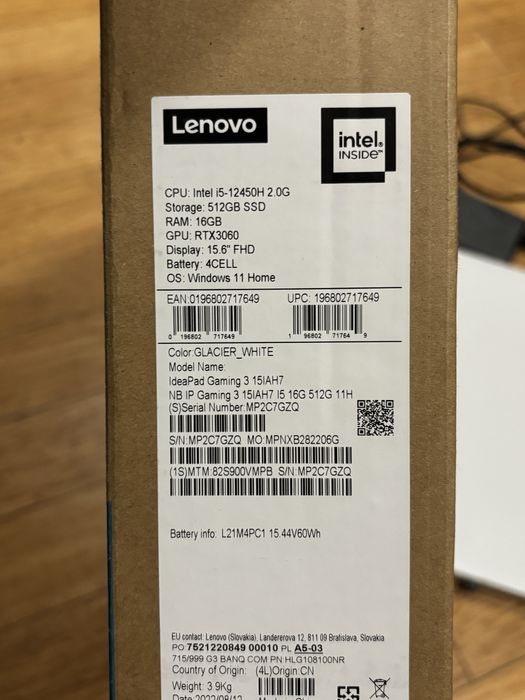 Lenovo
intel.
INSIDE™
CPU: Intel i5-12450H 2.0G
Storage: 512GB SSD
RAM: 16GB
GPU: RTX3060
Display: 15.6" FHD
Battery: 4CELL
OS: Windows 11 Home
EAN:0196802717649 UPC: 196802717649
0 196802 717649 1 96802 71764 9
Color:GLACIER_WHITE
Model Name:
IdeaPad Gaming 3 15IAH7
NB IP Gaming 3 15IAH7 I5 16G 512G 11H
(S)Serial Number:MP2C7GZQ
S/N:MP2C7GZQ MO:MPNXB282206G
(1S)MTM:82S900VMPB S/N:MP2C7GZQ
Battery info: L21M4PC1 15.44V60Wh
EU contact: Lenovo (Slovakia), Landererova 12, 811 09 Bratislava, Slovakia
PO 7521220849 00010 PL A5-03
715/999 G3 BANQ COM PN:HLG108100NR
Country of Origin: (4L)Origin:CN
Weight: 3.9Kg